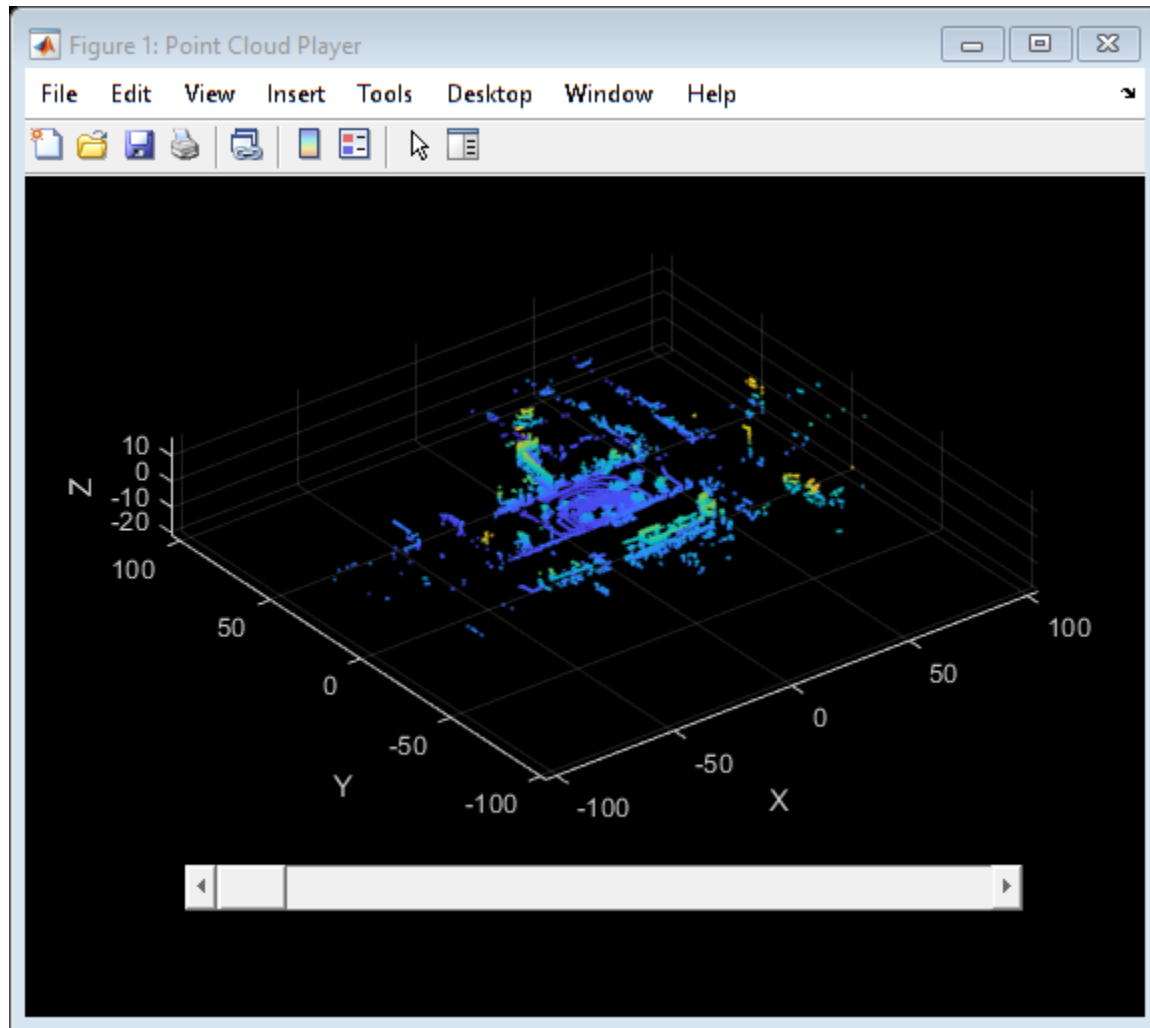 Figure 1: Point Cloud Player
File Edit View Insert Tools Desktop Window Help
10
0
-10
-20
Z
100
50
0
-50
-100
Y
-100
-50
0
50
100
X